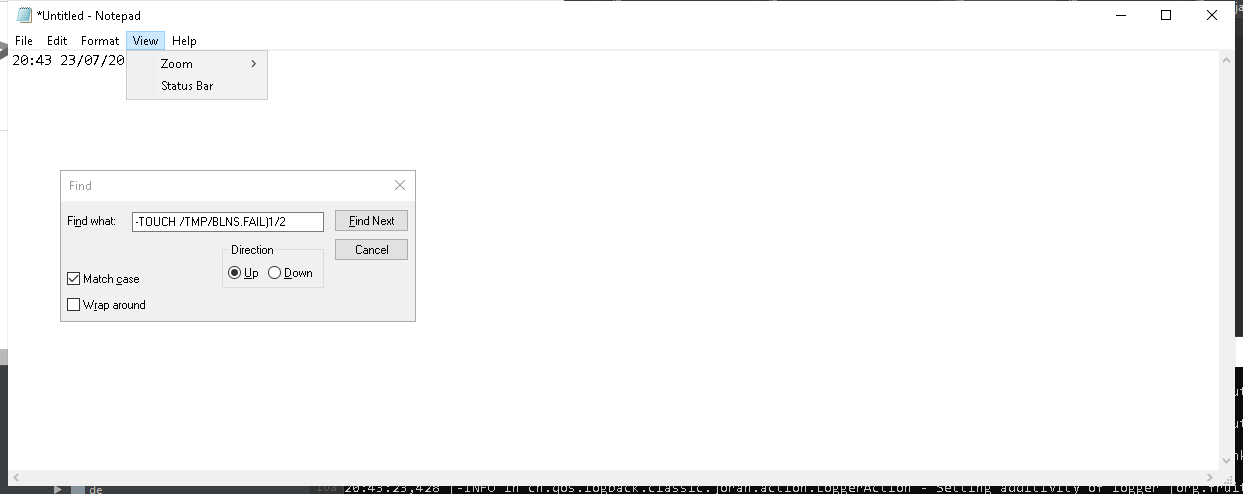 *Untitled - Notepad
File Edit Format View Help
20:43 23/07/20
Zoom
Status Bar
Find
Find what: -TOUCH /TMP/BLNS.FAIL)1/2 Find Next
Direction Cancel
Up Down
Match case
Wrap around
de
20:43:23,428 |-INFO in ch.qos.logback.classic.joran.action.LoggerAction - Setting additivity of logger